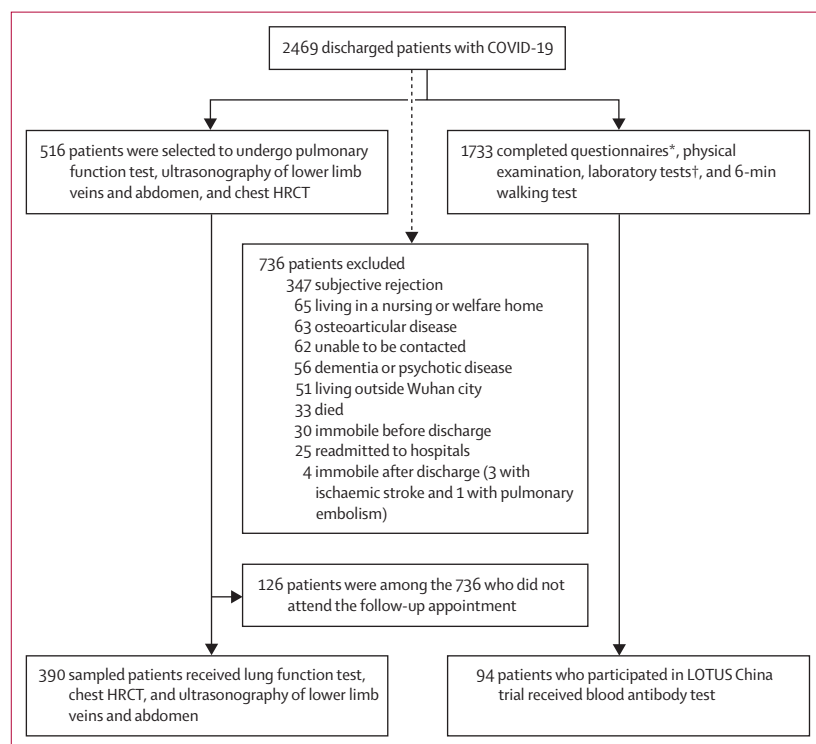 2469 discharged patients with COVID-19
516 patients were selected to undergo pulmonary
function test, ultrasonography of lower limb
veins and abdomen, and chest HRCT
1733 completed questionnaires*, physical
examination, laboratory tests†, and 6-min
walking test
736 patients excluded
347 subjective rejection
65 living in a nursing or welfare home
63 osteoarticular disease
62 unable to be contacted
56 dementia or psychotic disease
51 living outside Wuhan city
33 died
30 immobile before discharge
25 readmitted to hospitals
4 immobile after discharge (3 with
ischaemic stroke and 1 with pulmonary
embolism)
126 patients were among the 736 who did not
attend the follow-up appointment
390 sampled patients received lung function test,
chest HRCT, and ultrasonography of lower limb
veins and abdomen
94 patients who participated in LOTUS China
trial received blood antibody test